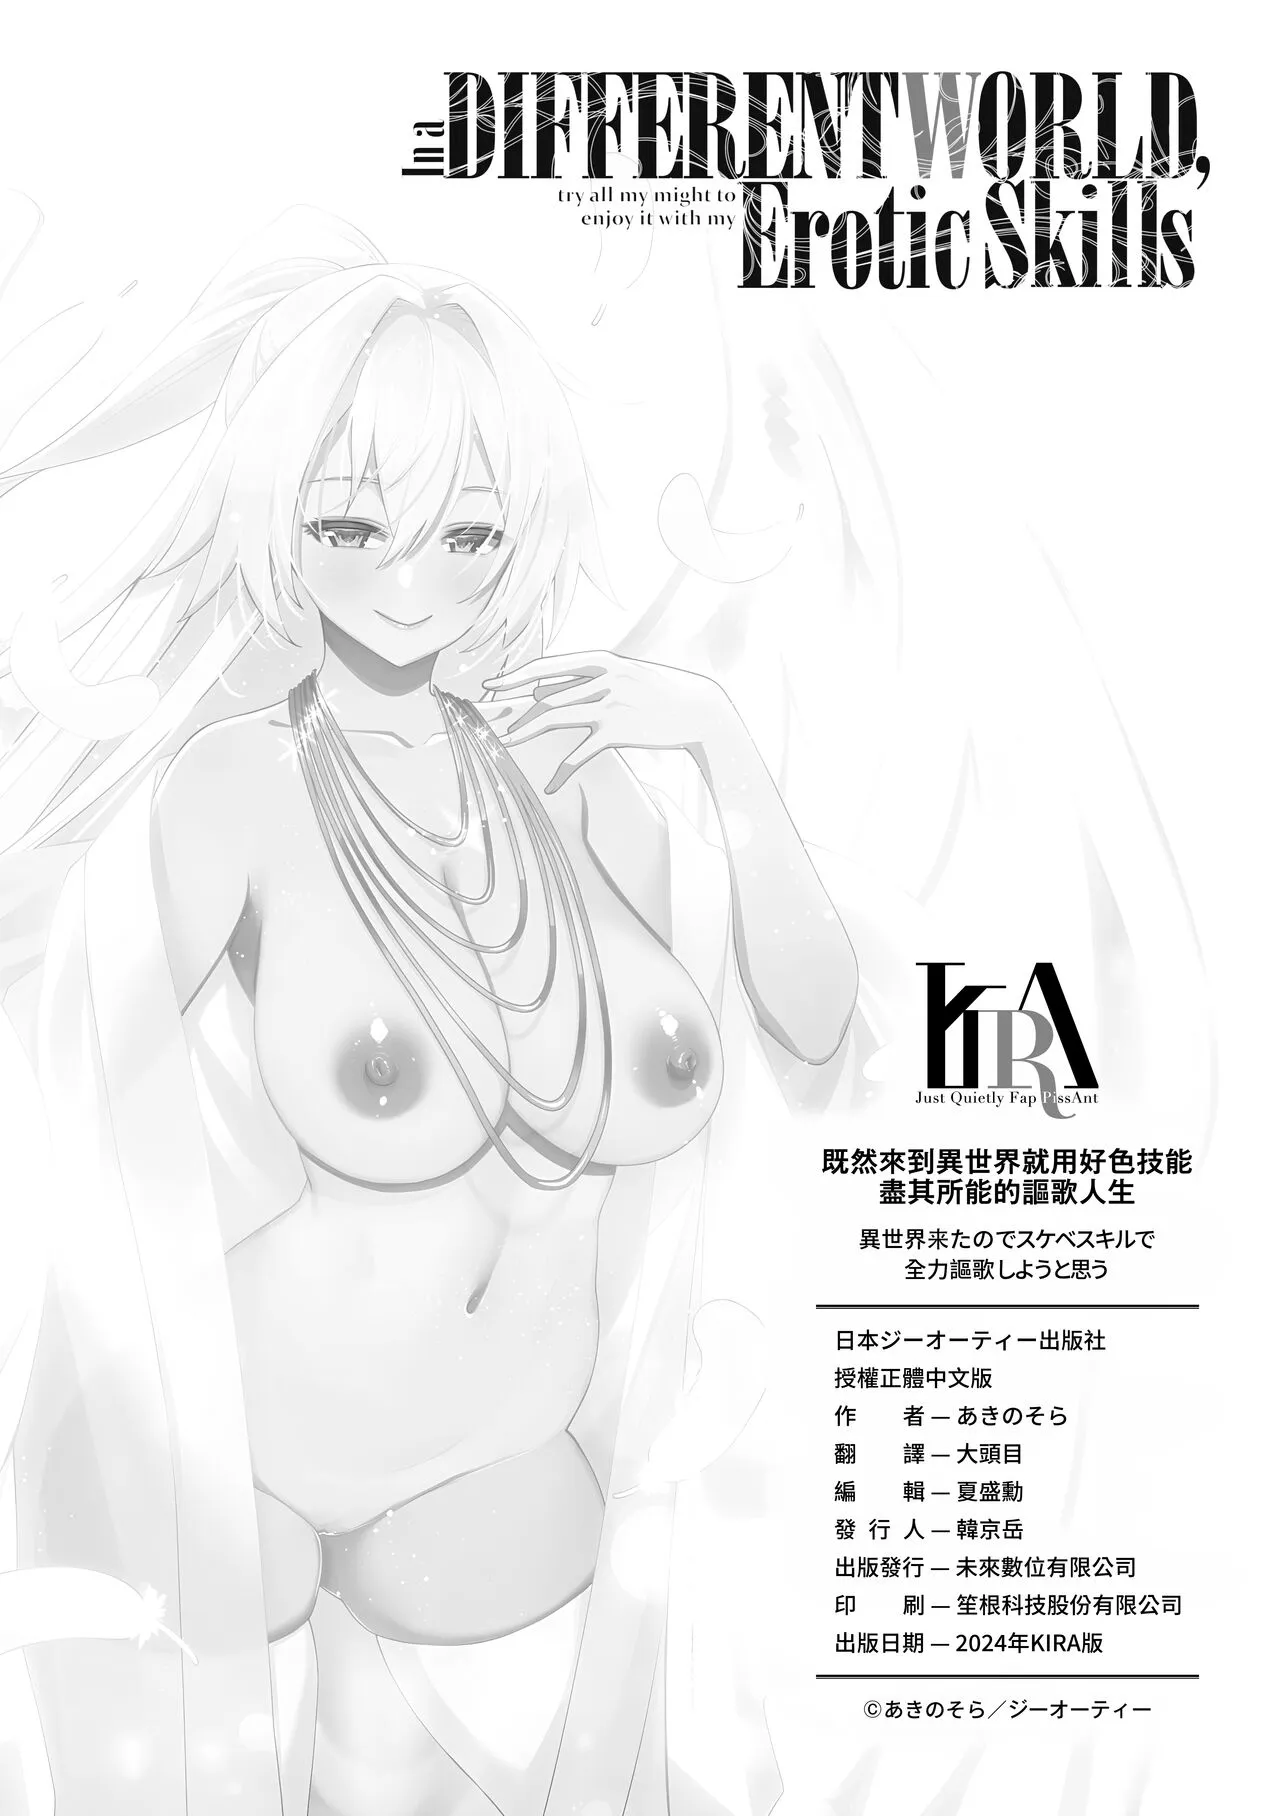 In a DIFFERENT WORLD,
try all my might to
enjoy it with my
Erotic Skills
KIRA
Just Quietly Fap PissAnt
既然來到異世界就用好色技能
盡其所能的謳歌人生
異世界来たのでスケベスキルで
全力謳歌しようと思う
日本ジーオーティー出版社
授權正體中文版
作　　者 — あきのそら
翻　　譯 — 大頭目
編　　輯 — 夏盛勳
發 行 人 — 韓京岳
出版發行 — 未來數位有限公司
印　　刷 — 笙根科技股份有限公司
出版日期 — 2024年KIRA版
©あきのそら／ジーオーティー